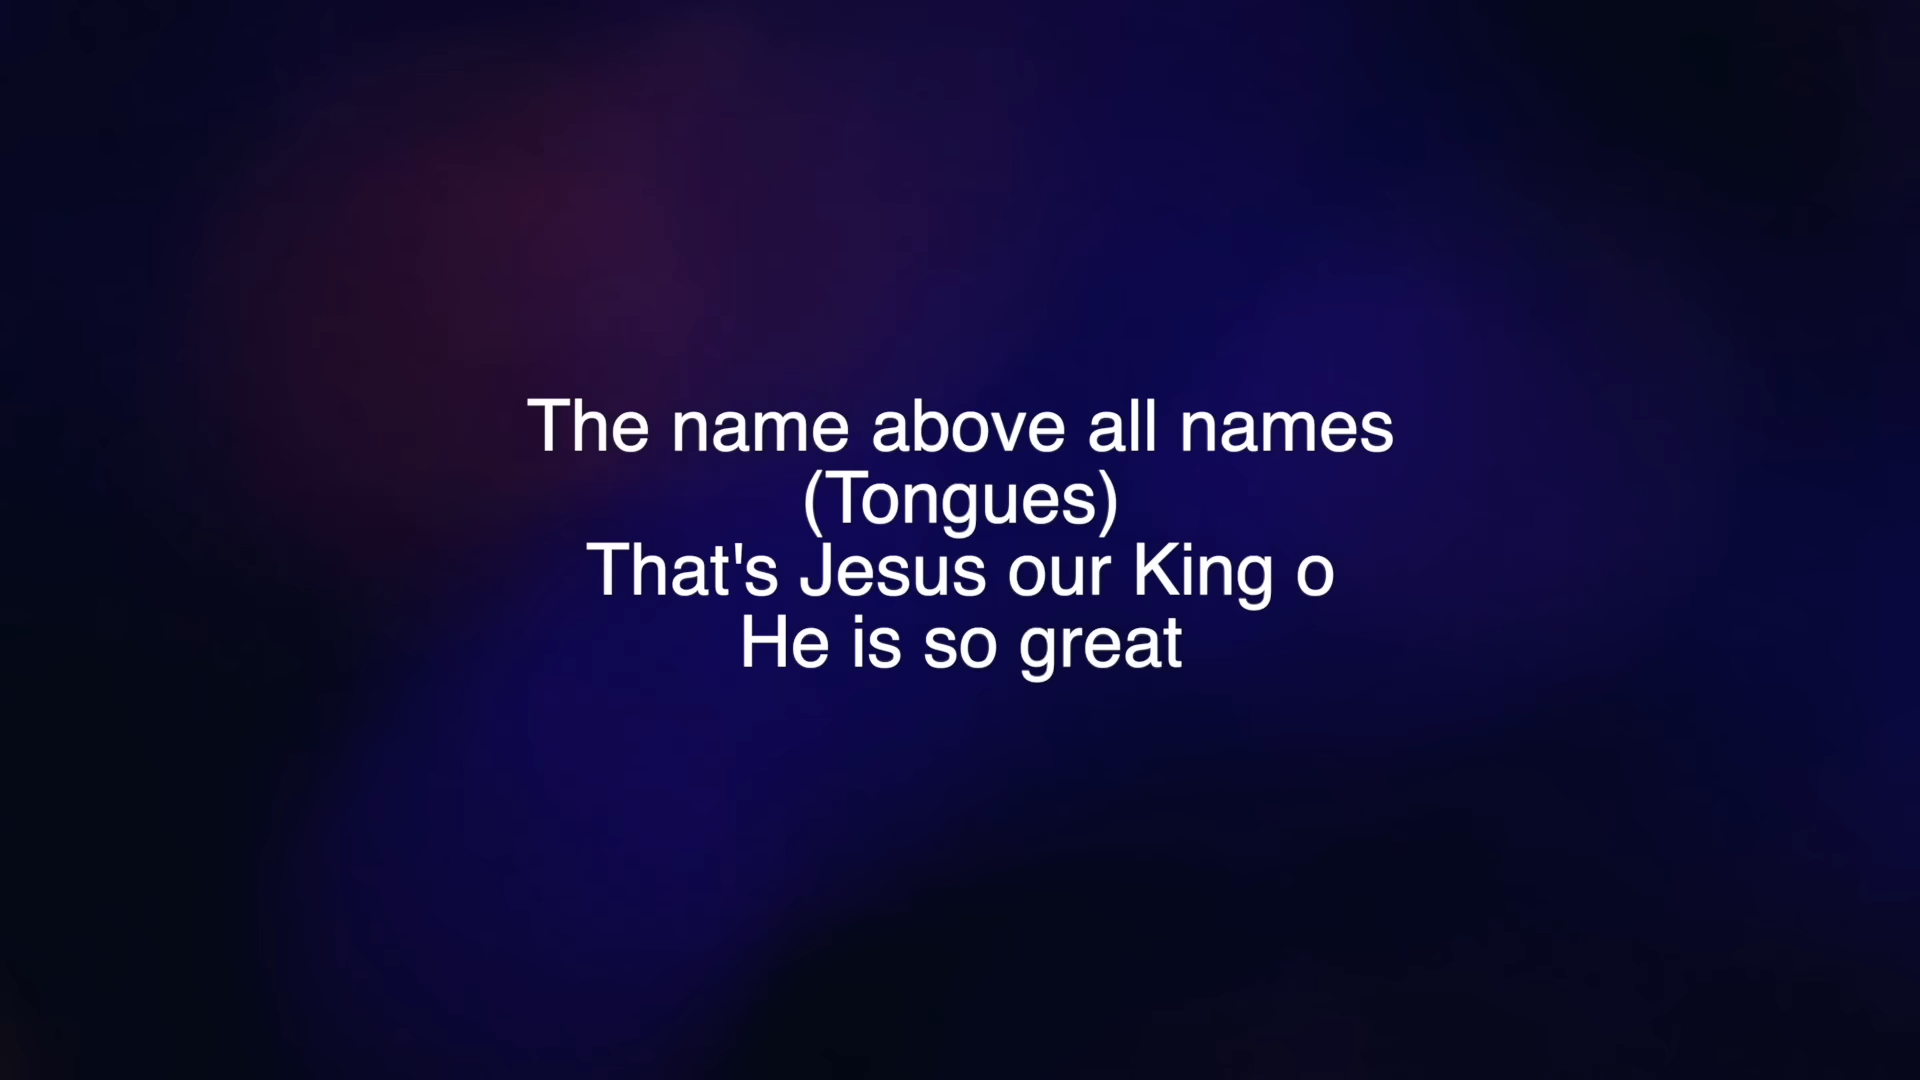 The name above all names
(Tongues)
That's Jesus our King o
He is so great